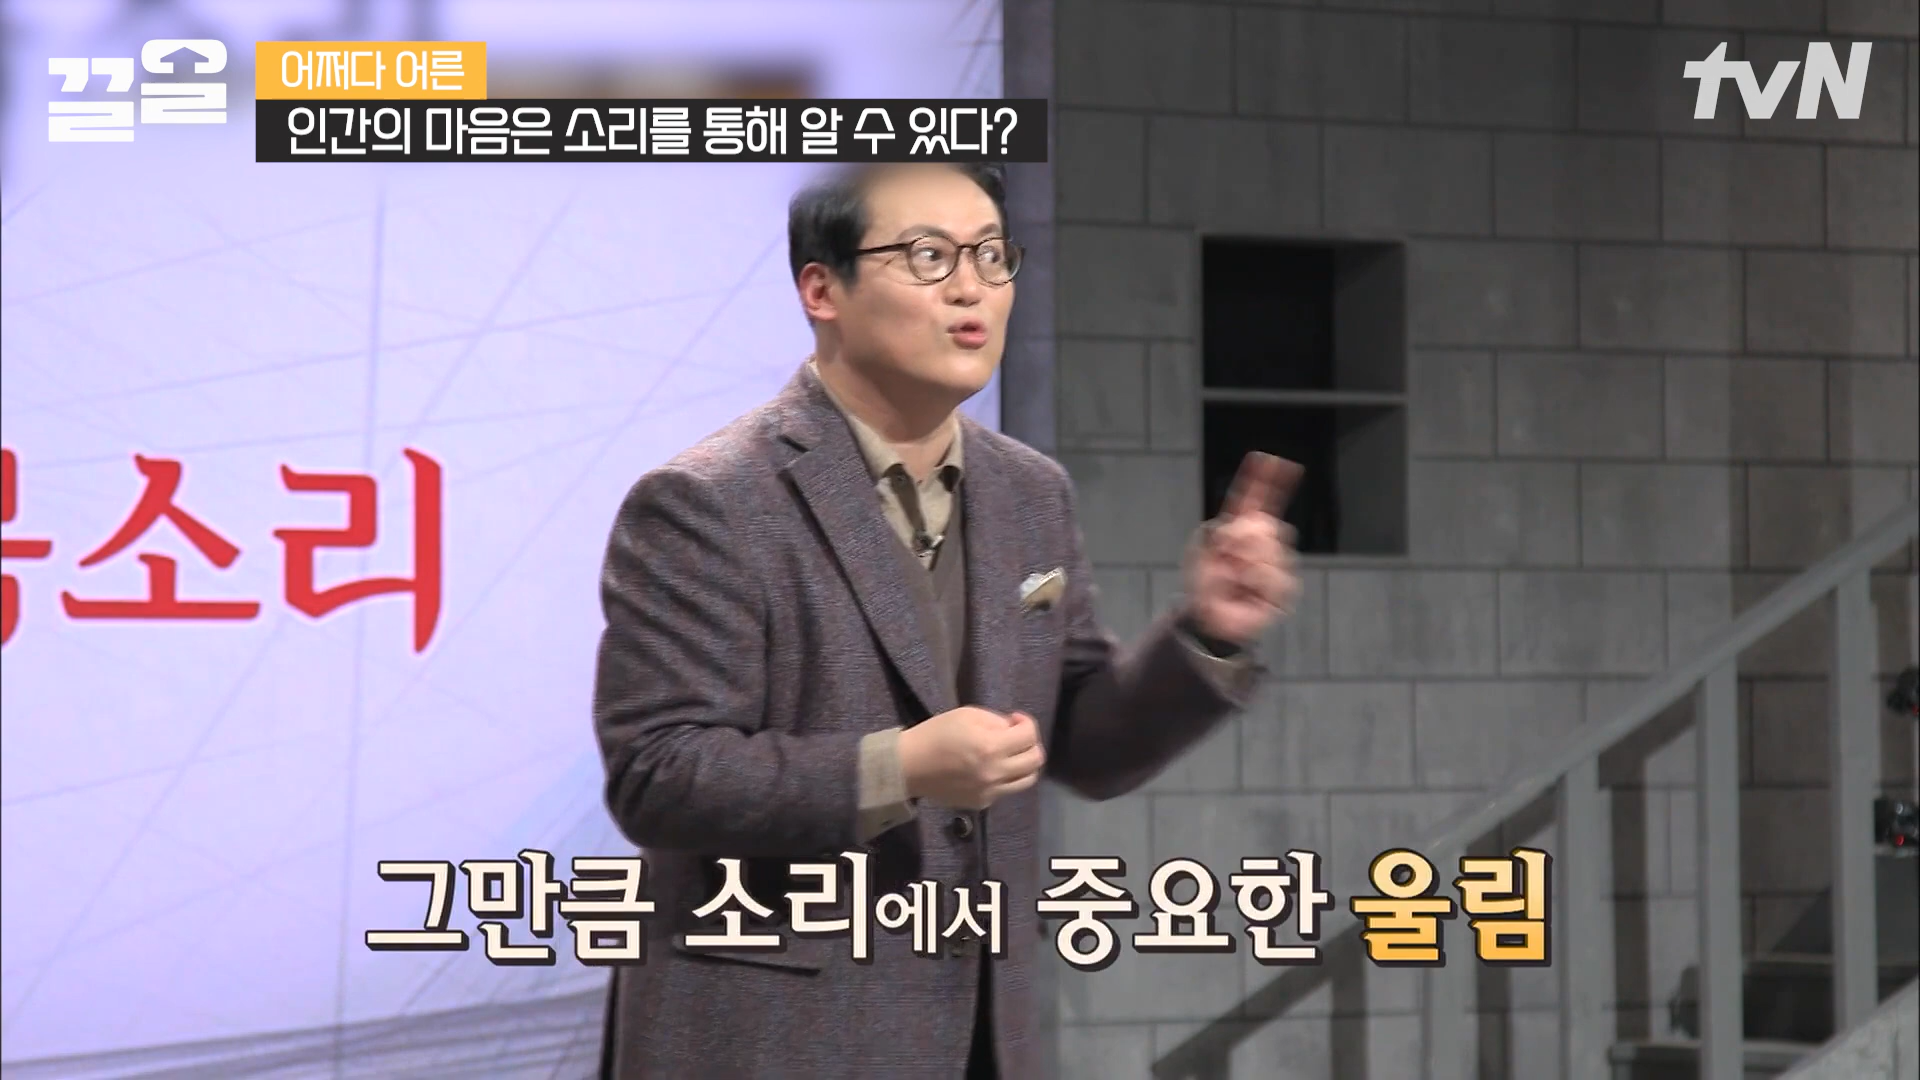 끌올
어쩌다 어른
tvN
인간의 마음은 소리를 통해 알 수 있다?
소리
그만큼 소리에서 중요한 울림